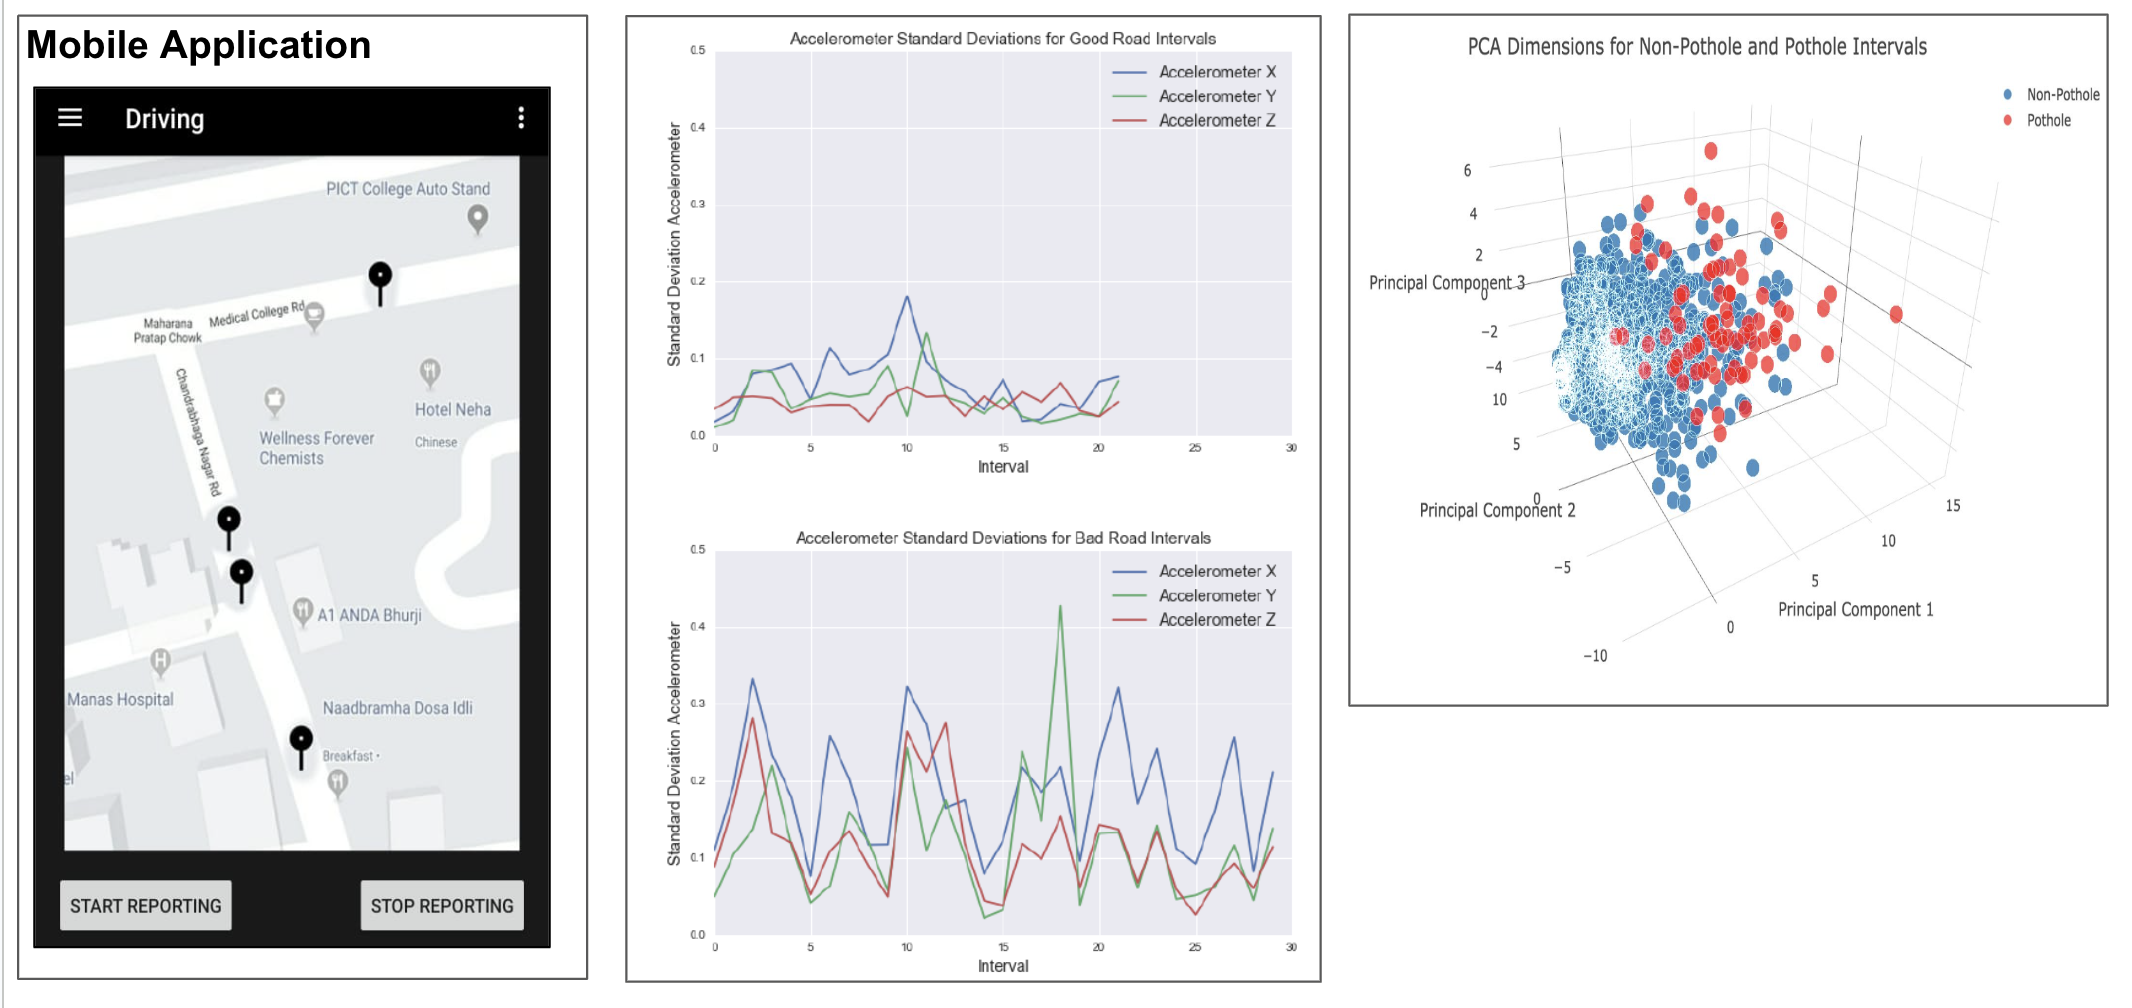 Mobile Application
Driving
PICT College Auto Stand
Medical College Rd
Maharana
Pratap Chowk
Chandrabhaga Nagar Rd
Hotel Neha
Chinese
Wellness Forever
Chemists
A1 ANDA Bhurji
H
Manas Hospital
Naadbramha Dosa Idli
Breakfast •
el
START REPORTING
STOP REPORTING
Accelerometer Standard Deviations for Good Road Intervals
Accelerometer X
Accelerometer Y
Accelerometer Z
Standard Deviation Accelerometer
0.5
0.4
0.3
0.2
0.1
0.0
0 5 10 15 20 25 30
Interval
Accelerometer Standard Deviations for Bad Road Intervals
Accelerometer X
Accelerometer Y
Accelerometer Z
Standard Deviation Accelerometer
0.5
0.4
0.3
0.2
0.1
0.0
0 5 10 15 20 25 30
Interval
PCA Dimensions for Non-Pothole and Pothole Intervals
Non-Pothole
Pothole
6
4
2
0
−2
−4
Principal Component 3
10
5
0
−5
−10
Principal Component 2
15
10
5
0
Principal Component 1